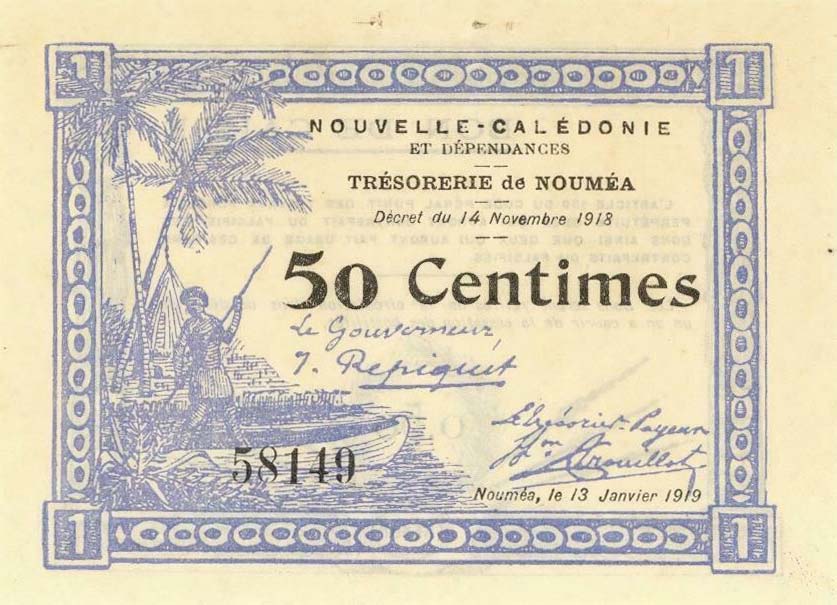 1 1
NOUVELLE-CALÉDONIE
ET DÉPENDANCES
TRÉSORERIE de NOUMÉA
Décret du 14 Novembre 1918
50 Centimes
Le Gouverneur
J. Repiquet
Le Trésorier-Payeur
58149
Nouméa, le 13 Janvier 1919
1 1